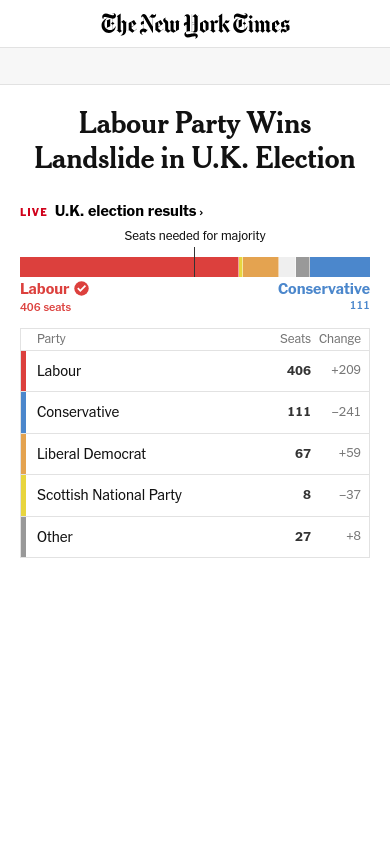 The New York Times
Labour Party Wins
Landslide in U.K. Election
LIVE U.K. election results ›
Seats needed for majority
Labour Conservative
406 seats 111
Party Seats Change
Labour 406 +209
Conservative 111 –241
Liberal Democrat 67 +59
Scottish National Party 8 –37
Other 27 +8